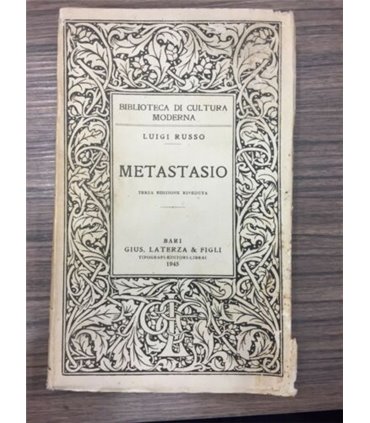 BIBLIOTECA DI CULTURA
MODERNA
LUIGI RUSSO
METASTASIO
TERZA EDIZIONE RIVEDUTA
BARI
GIUS. LATERZA & FIGLI
TIPOGRAFI-EDITORI-LIBRAI
1945